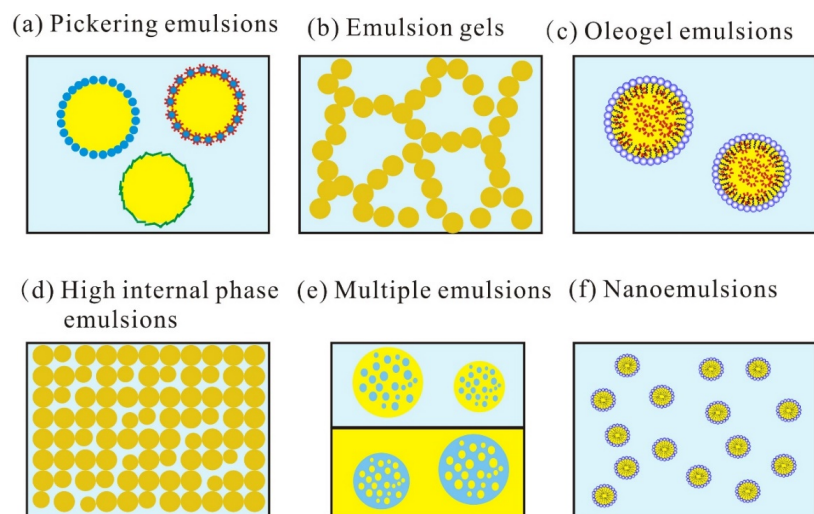 (a) Pickering emulsions
(b) Emulsion gels
(c) Oleogel emulsions
(d) High internal phase
emulsions
(e) Multiple emulsions
(f) Nanoemulsions